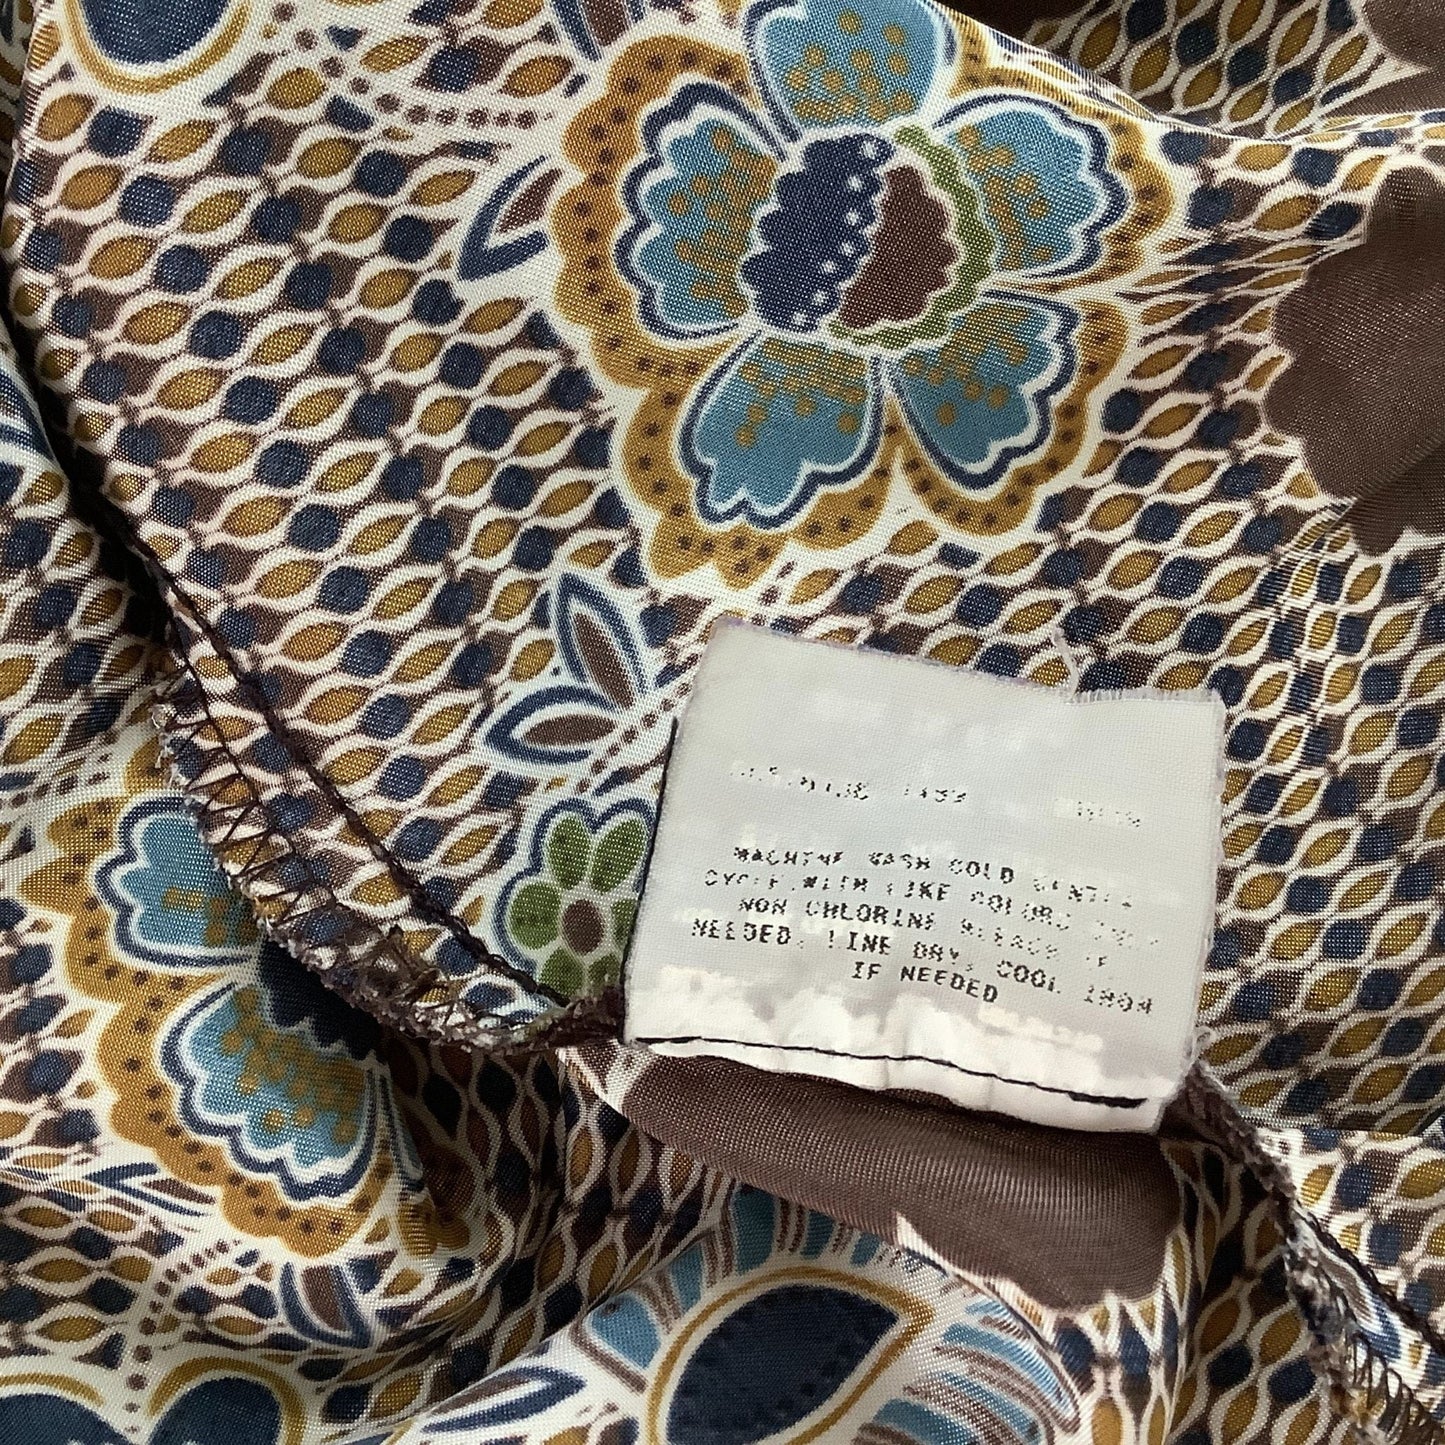 MACHINE WASH COLD GENTLE
CYCLE WITH LIKE COLORS ONLY
NON CHLORINE BLEACH IF
NEEDED. LINE DRY, COOL IRON
IF NEEDED